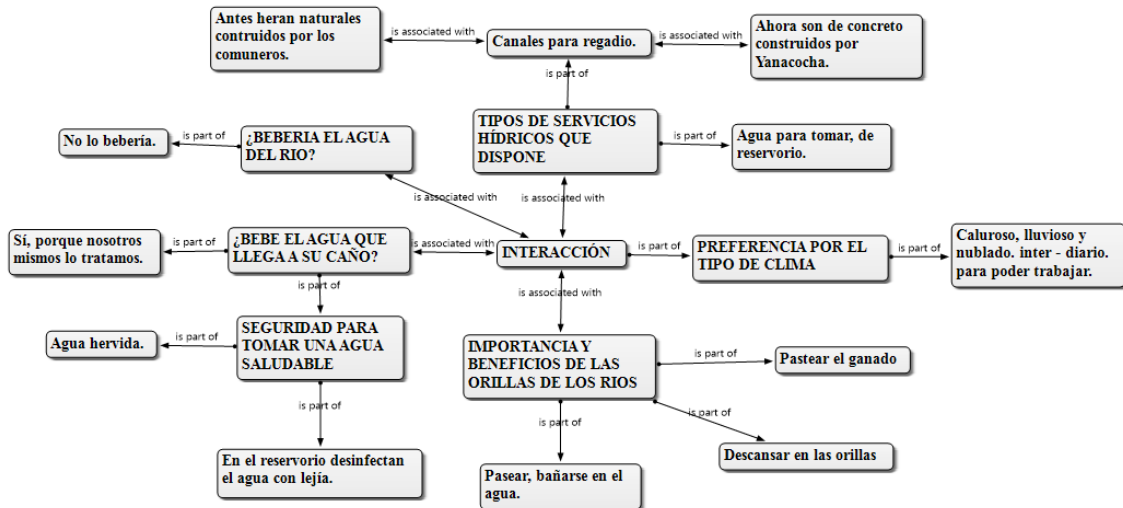 Antes heran naturales
contruidos por los
comuneros.
is associated with
Canales para regadio.
is associated with
Ahora son de concreto
construidos por
Yanacocha.
is part of
No lo bebería.
is part of
¿BEBERIA EL AGUA
DEL RIO?
TIPOS DE SERVICIOS
HÍDRICOS QUE
DISPONE
is part of
Agua para tomar, de
reservorio.
is associated with
is associated with
Sí, porque nosotros
mismos lo tratamos.
is part of
¿BEBE EL AGUA QUE
LLEGA A SU CAÑO?
is associated with
INTERACCIÓN
is part of
PREFERENCIA POR EL
TIPO DE CLIMA
is part of
Caluroso, lluvioso y
nublado. inter - diario.
para poder trabajar.
is part of
is associated with
Agua hervida.
is part of
SEGURIDAD PARA
TOMAR UNA AGUA
SALUDABLE
IMPORTANCIA Y
BENEFICIOS DE LAS
ORILLAS DE LOS RIOS
is part of
Pastear el ganado
is part of
is part of
is part of
En el reservorio desinfectan
el agua con lejía.
Pasear, bañarse en el
agua.
Descansar en las orillas